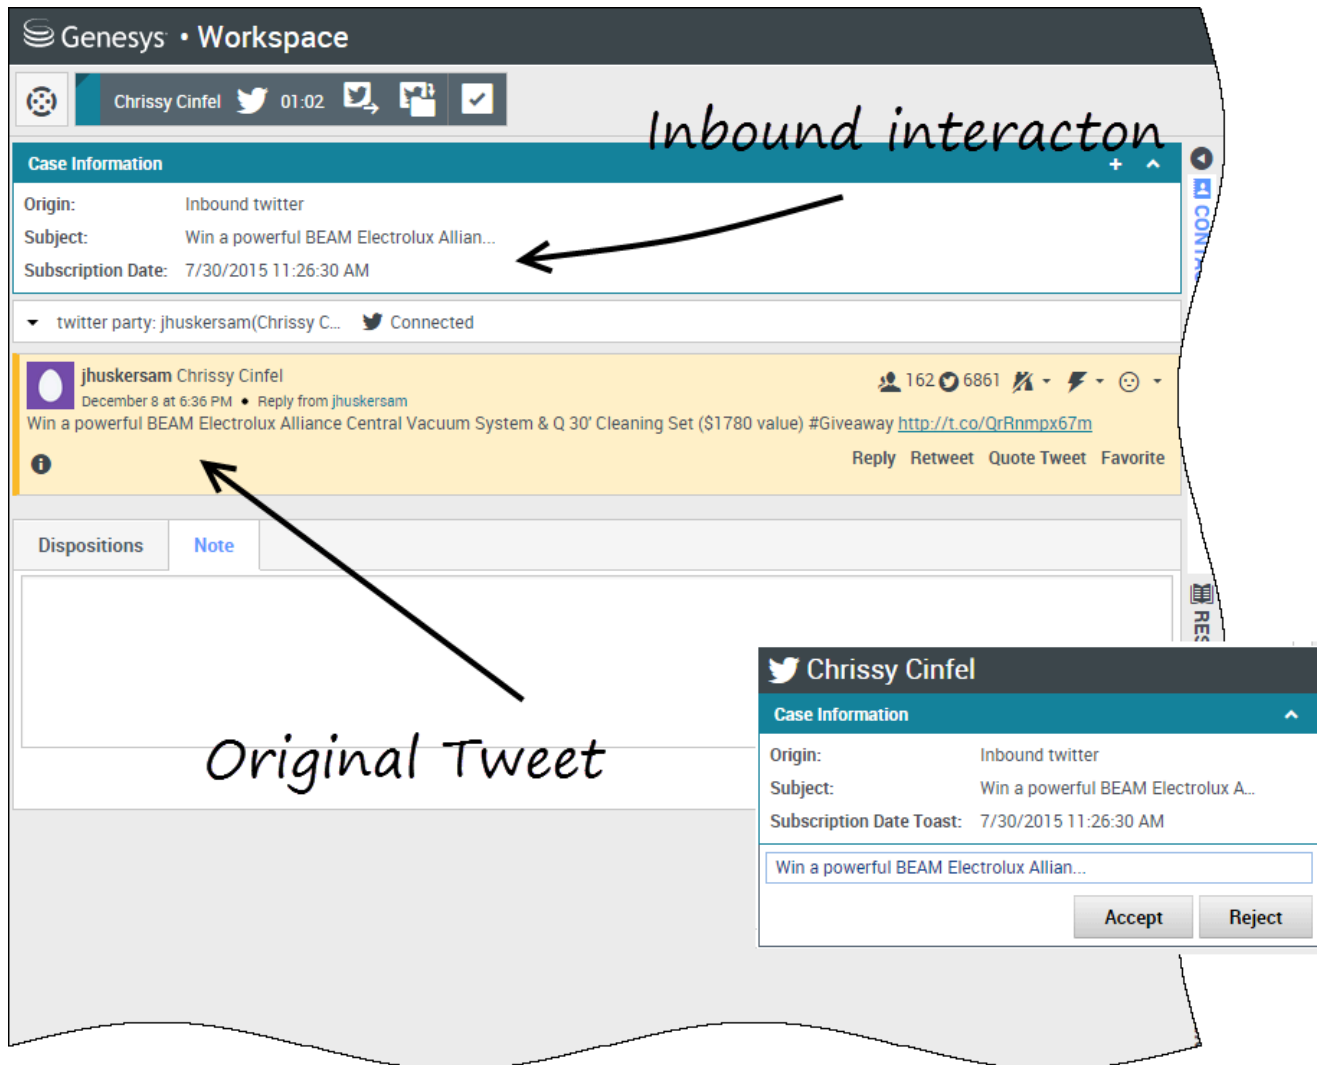 Genesys • Workspace
Chrissy Cinfel 01:02
Inbound interacton
Case Information
Origin: Inbound twitter
Subject: Win a powerful BEAM Electrolux Allian...
Subscription Date: 7/30/2015 11:26:30 AM
twitter party: jhuskersam(Chrissy C... Connected
jhuskersam Chrissy Cinfel 162 6861
December 8 at 6:36 PM • Reply from jhuskersam
Win a powerful BEAM Electrolux Alliance Central Vacuum System & Q 30' Cleaning Set ($1780 value) #Giveaway http://t.co/QrRnmpx67m
Reply Retweet Quote Tweet Favorite
Dispositions Note
Original Tweet
Chrissy Cinfel
Case Information
Origin: Inbound twitter
Subject: Win a powerful BEAM Electrolux A...
Subscription Date Toast: 7/30/2015 11:26:30 AM
Win a powerful BEAM Electrolux Allian...
Accept Reject